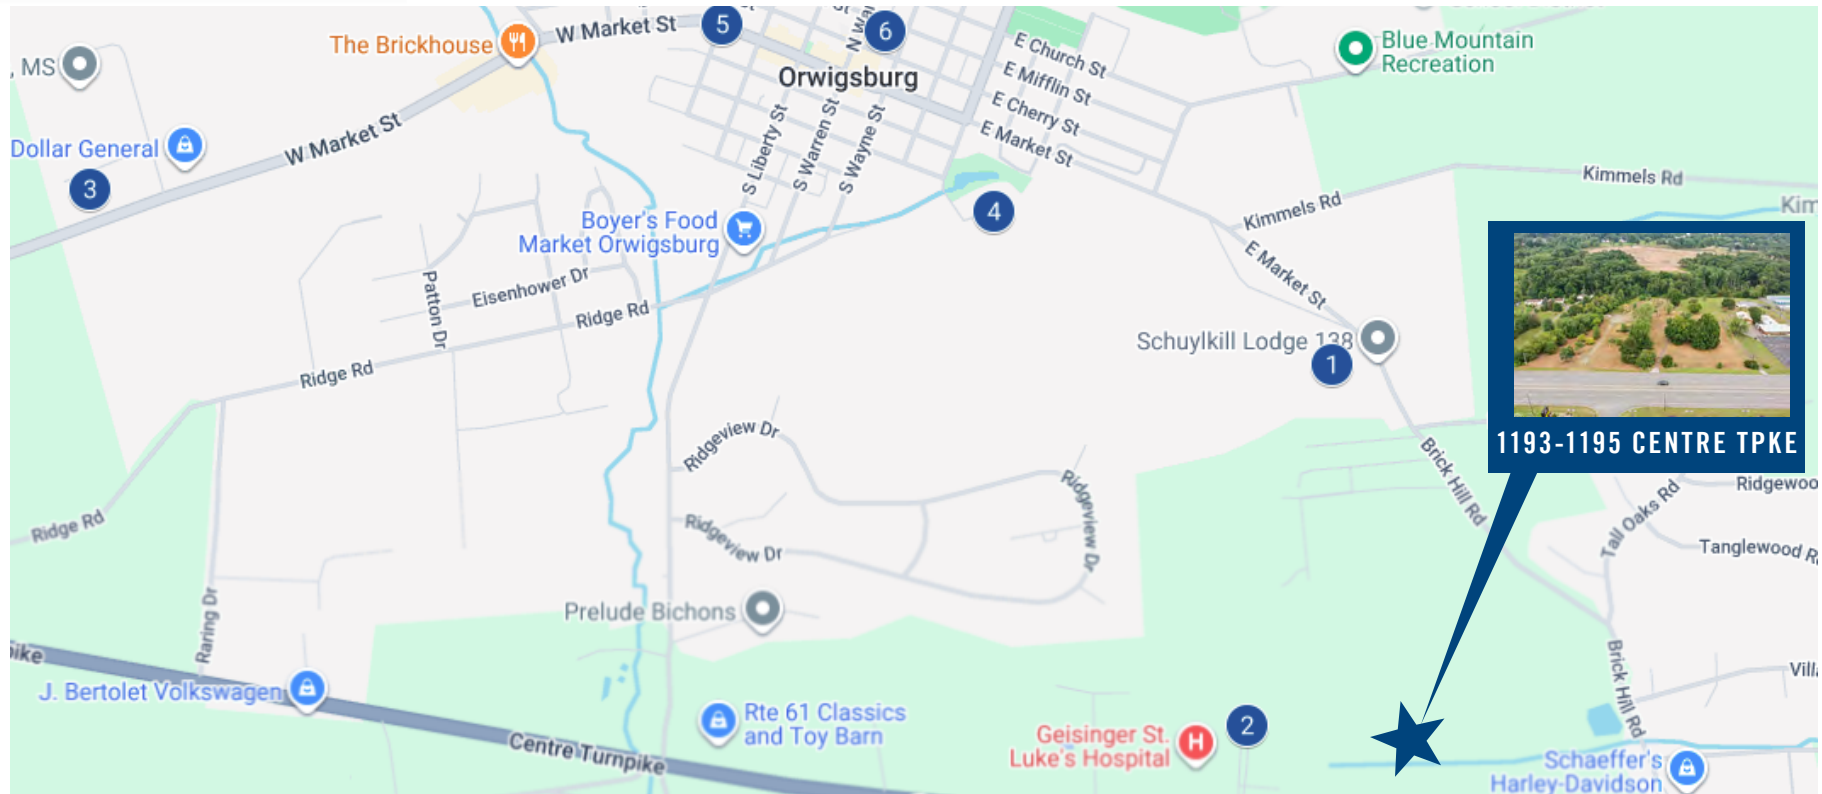 W Market St
5
6
N Wa
The Brickhouse
E Church St
Blue Mountain
Recreation
, MS
Orwigsburg
E Mifflin St
E Cherry St
W Market St
E Market St
Dollar General
S Liberty St
S Warren St
S Wayne St
3
Kimmels Rd
Kimmels Rd
Kim
4
Boyer's Food
Market Orwigsburg
E Market St
Patton Dr
Eisenhower Dr
Ridge Rd
Schuylkill Lodge 138
1
Ridge Rd
Ridgeview Dr
1193-1195 CENTRE TPKE
Brick Hill Rd
Ridgewoo
Ridgeview Dr
Tall Oaks Rd
Ridge Rd
Ridgeview Dr
Tanglewood R
Raring Dr
Prelude Bichons
pike
Brick Hill Rd
Villa
J. Bertolet Volkswagen
Rte 61 Classics
and Toy Barn
2
Geisinger St.
Luke's Hospital
H
Centre Turnpike
Schaeffer's
Harley-Davidson